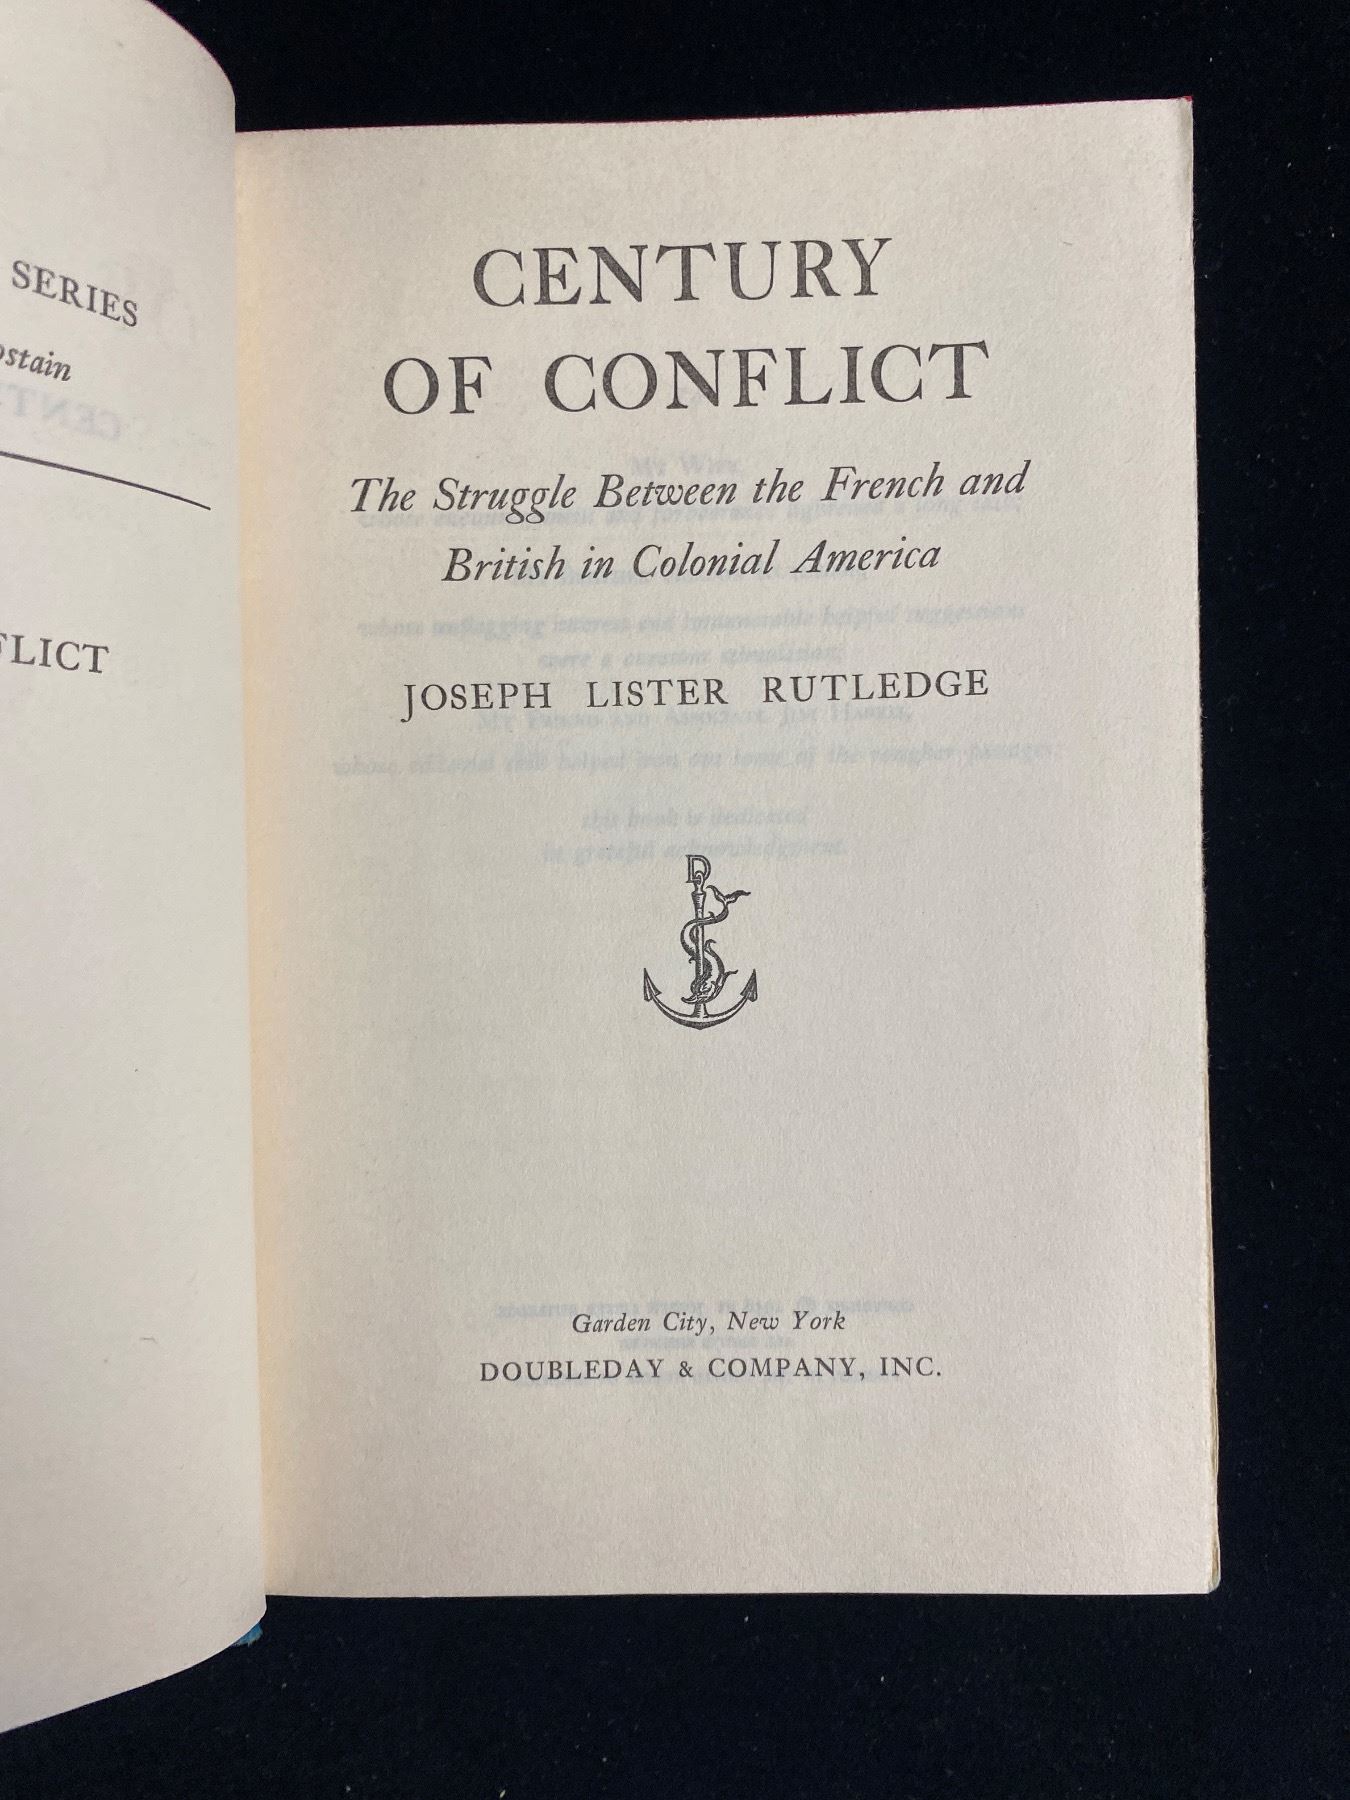 SERIES
FLICT
CENTURY
OF CONFLICT
The Struggle Between the French and
British in Colonial America
JOSEPH LISTER RUTLEDGE
D
Garden City, New York
DOUBLEDAY & COMPANY, INC.